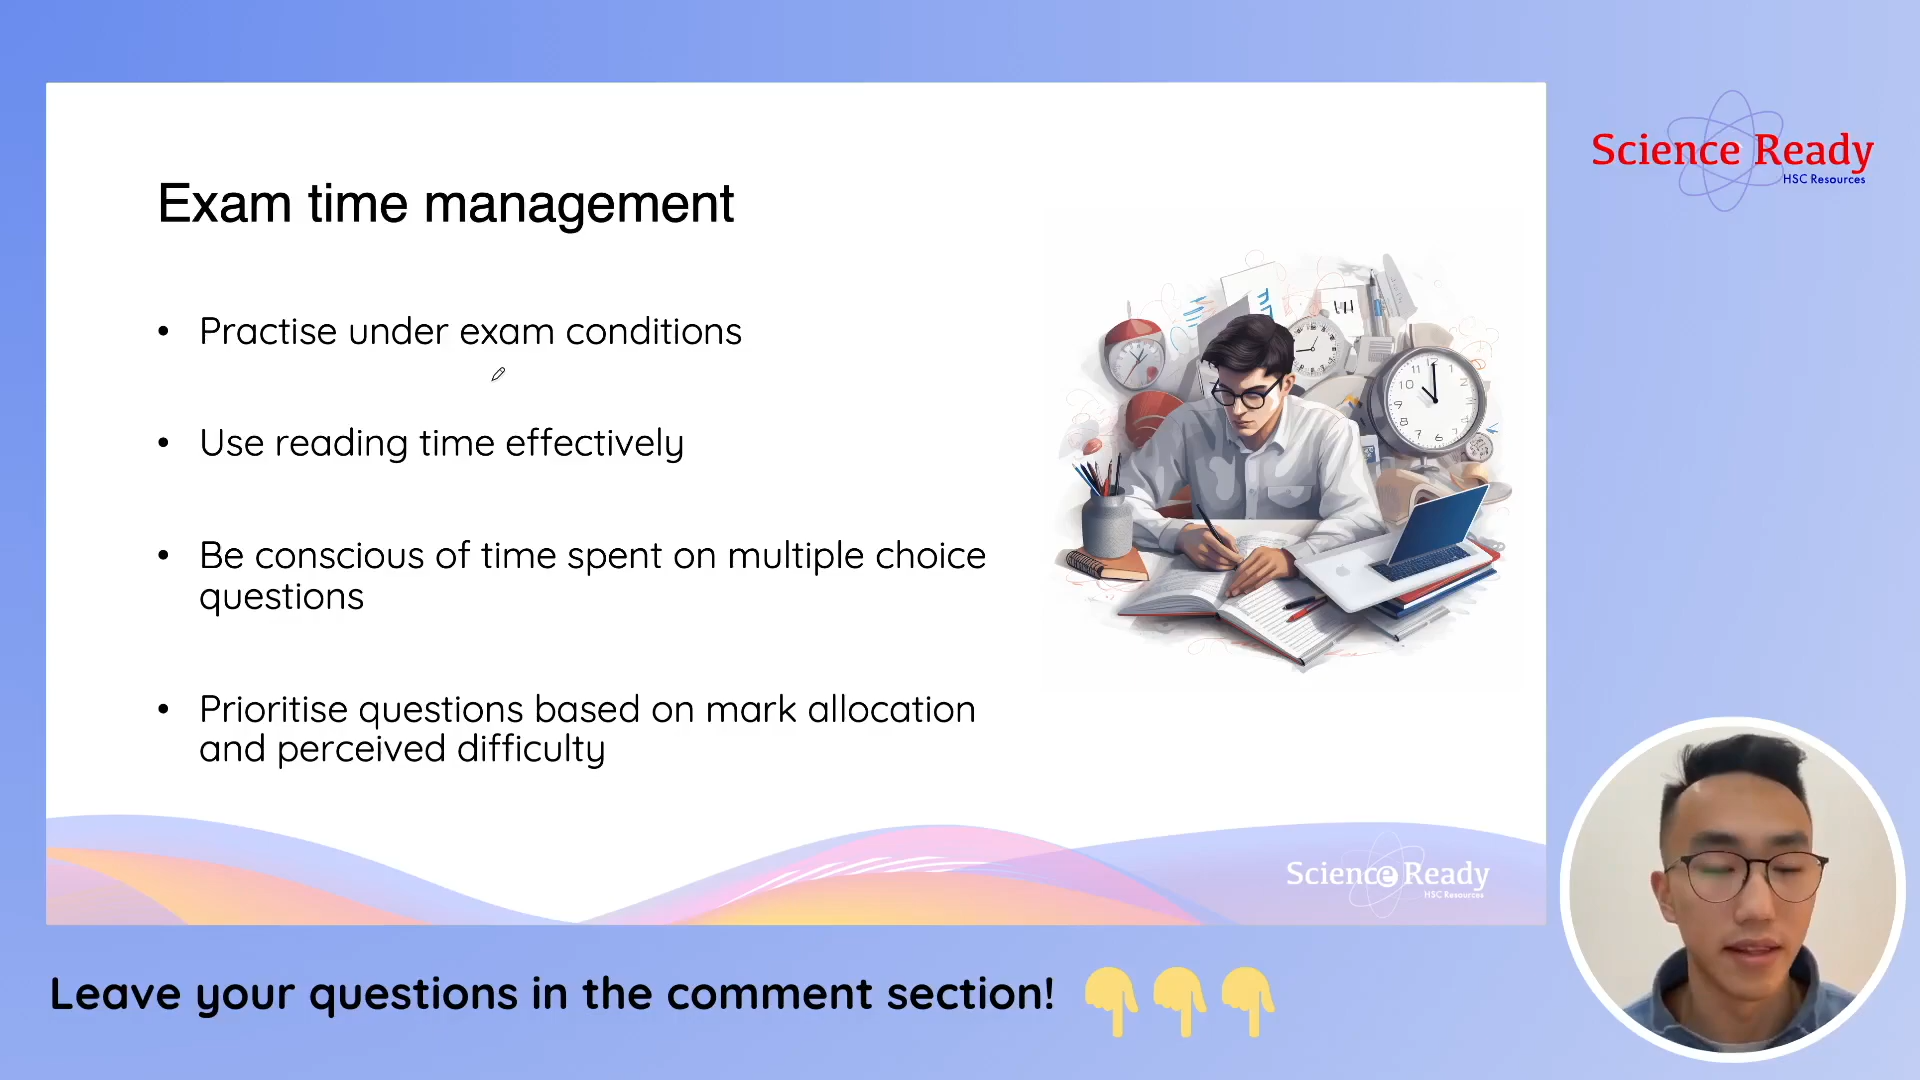 Science Ready
HSC Resources
Exam time management
• Practise under exam conditions
• Use reading time effectively
• Be conscious of time spent on multiple choice
questions
• Prioritise questions based on mark allocation
and perceived difficulty
Science Ready
HSC Resources
Leave your questions in the comment section! 👇👇👇